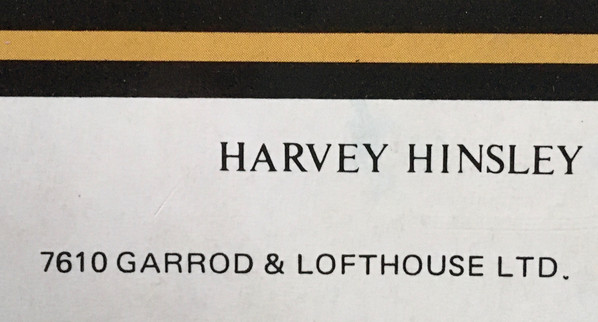 HARVEY HINSLEY
7610 GARROD & LOFTHOUSE LTD.